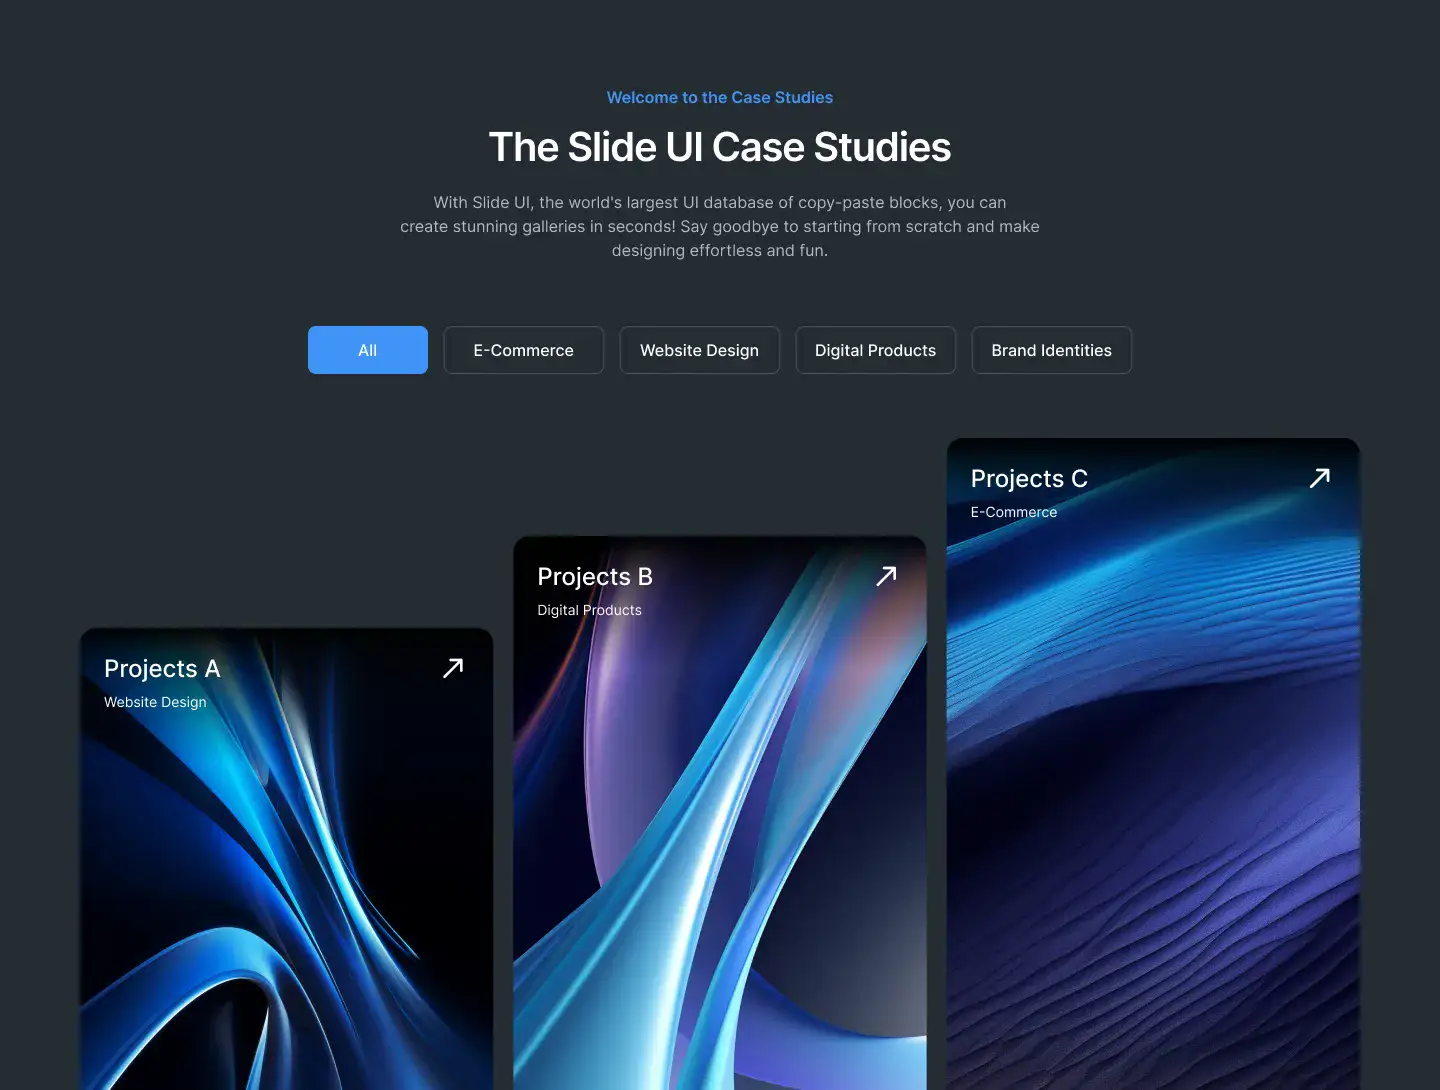 Welcome to the Case Studies
The Slide UI Case Studies
With Slide UI, the world's largest UI database of copy-paste blocks, you can
create stunning galleries in seconds! Say goodbye to starting from scratch and make
designing effortless and fun.
All
E-Commerce
Website Design
Digital Products
Brand Identities
Projects A
Website Design
Projects B
Digital Products
Projects C
E-Commerce